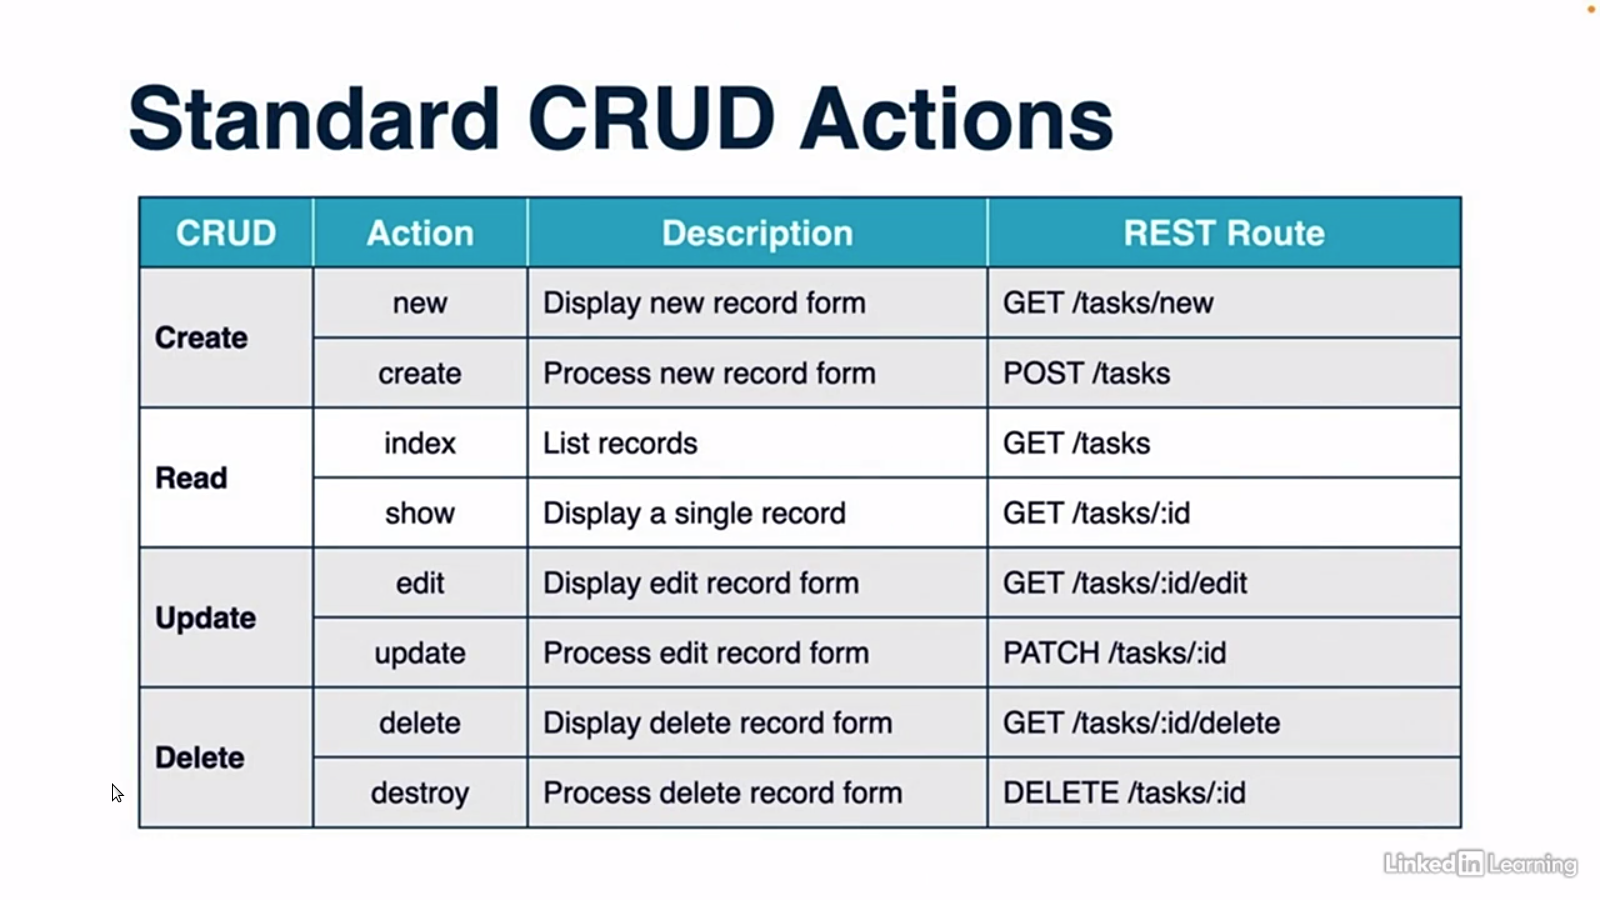 Standard CRUD Actions
CRUD Action Description REST Route
Create
new Display new record form GET /tasks/new
create Process new record form POST /tasks
Read
index List records GET /tasks
show Display a single record GET /tasks/:id
Update
edit Display edit record form GET /tasks/:id/edit
update Process edit record form PATCH /tasks/:id
Delete
delete Display delete record form GET /tasks/:id/delete
destroy Process delete record form DELETE /tasks/:id
Linked in Learning